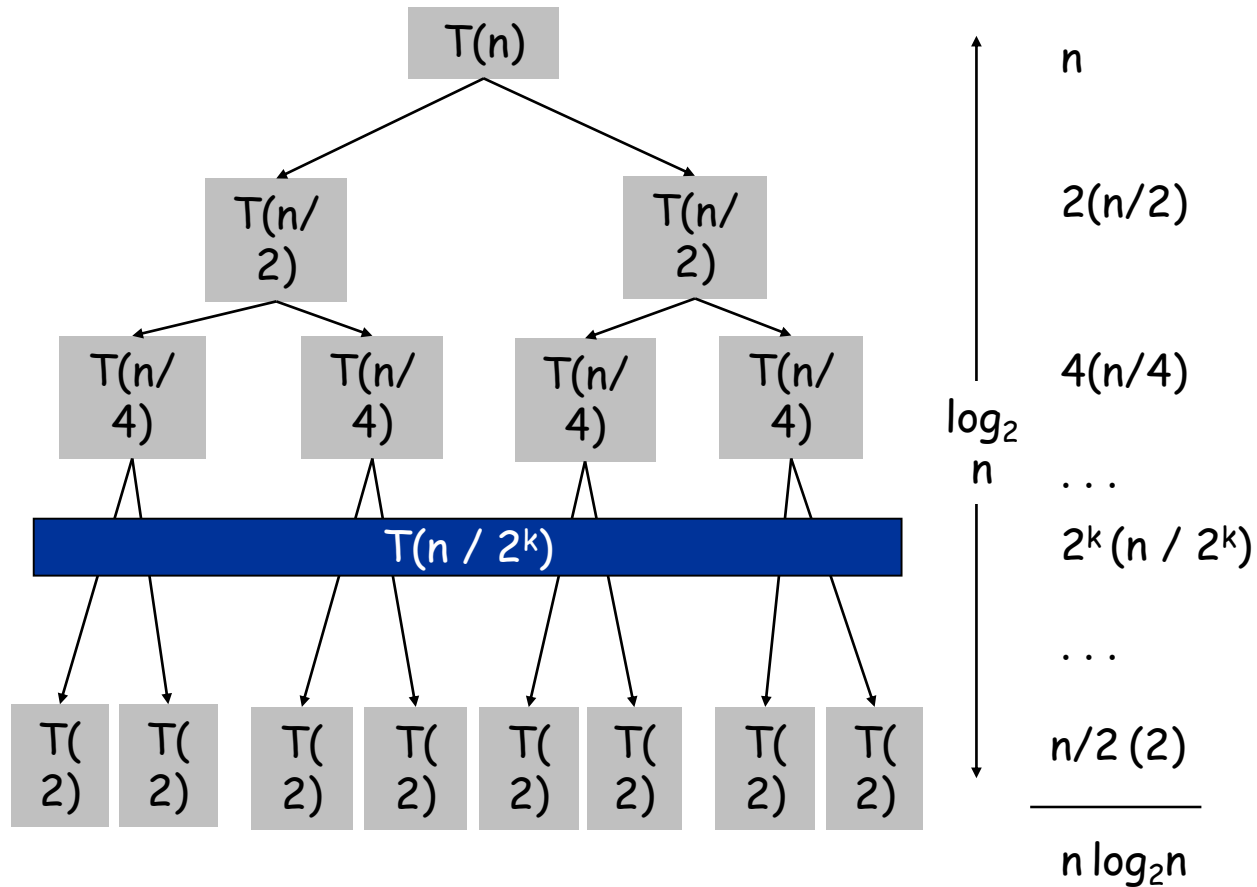 T(n)
n
T(n/
2)
T(n/
2)
2(n/2)
T(n/
4)
T(n/
4)
T(n/
4)
T(n/
4)
4(n/4)
log₂
n
. . .
T(n / 2ᵏ)
2ᵏ (n / 2ᵏ)
. . .
T(
2)
T(
2)
T(
2)
T(
2)
T(
2)
T(
2)
T(
2)
T(
2)
n/2 (2)
n log₂n